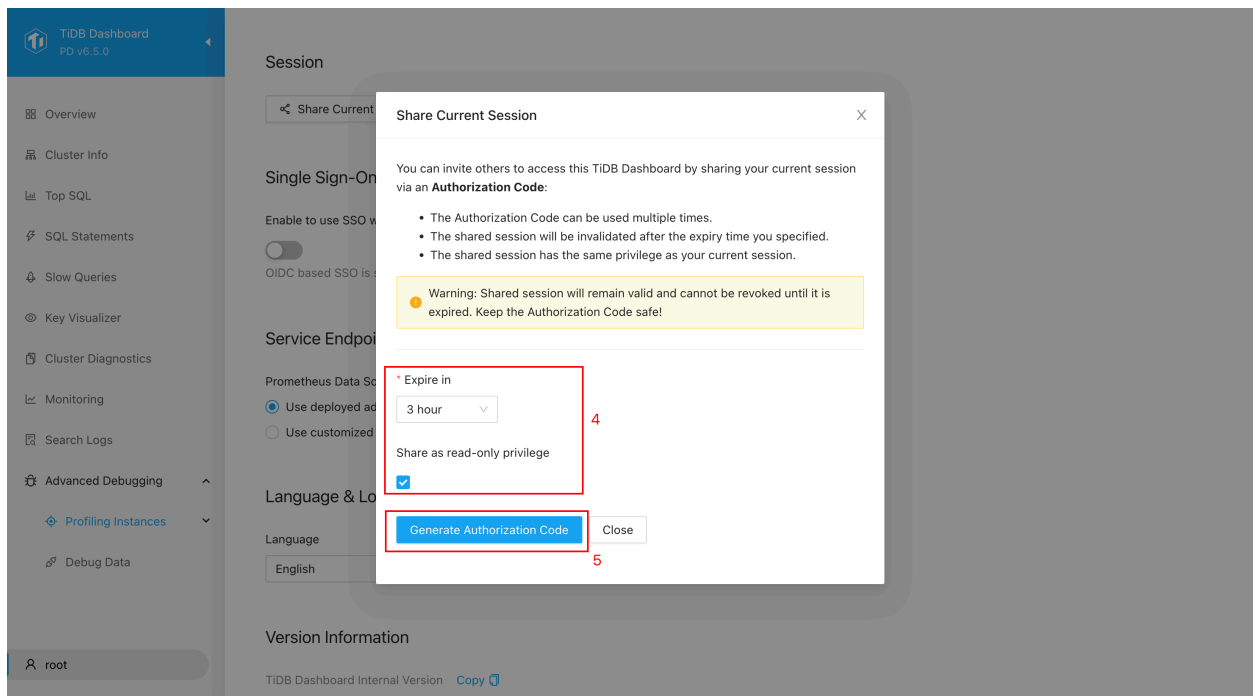 TiDB Dashboard
PD v6.5.0
Overview
Cluster Info
Top SQL
SQL Statements
Slow Queries
Key Visualizer
Cluster Diagnostics
Monitoring
Search Logs
Advanced Debugging
Profiling Instances
Debug Data
root
Session
Share Current
Single Sign-On
Enable to use SSO w
OIDC based SSO is s
Service Endpoi
Prometheus Data So
Use deployed ad
Use customized
Language & Lo
Language
English
Version Information
TiDB Dashboard Internal Version Copy
Share Current Session
You can invite others to access this TiDB Dashboard by sharing your current session
via an Authorization Code:
• The Authorization Code can be used multiple times.
• The shared session will be invalidated after the expiry time you specified.
• The shared session has the same privilege as your current session.
Warning: Shared session will remain valid and cannot be revoked until it is
expired. Keep the Authorization Code safe!
* Expire in
3 hour
4
Share as read-only privilege
Generate Authorization Code Close
5